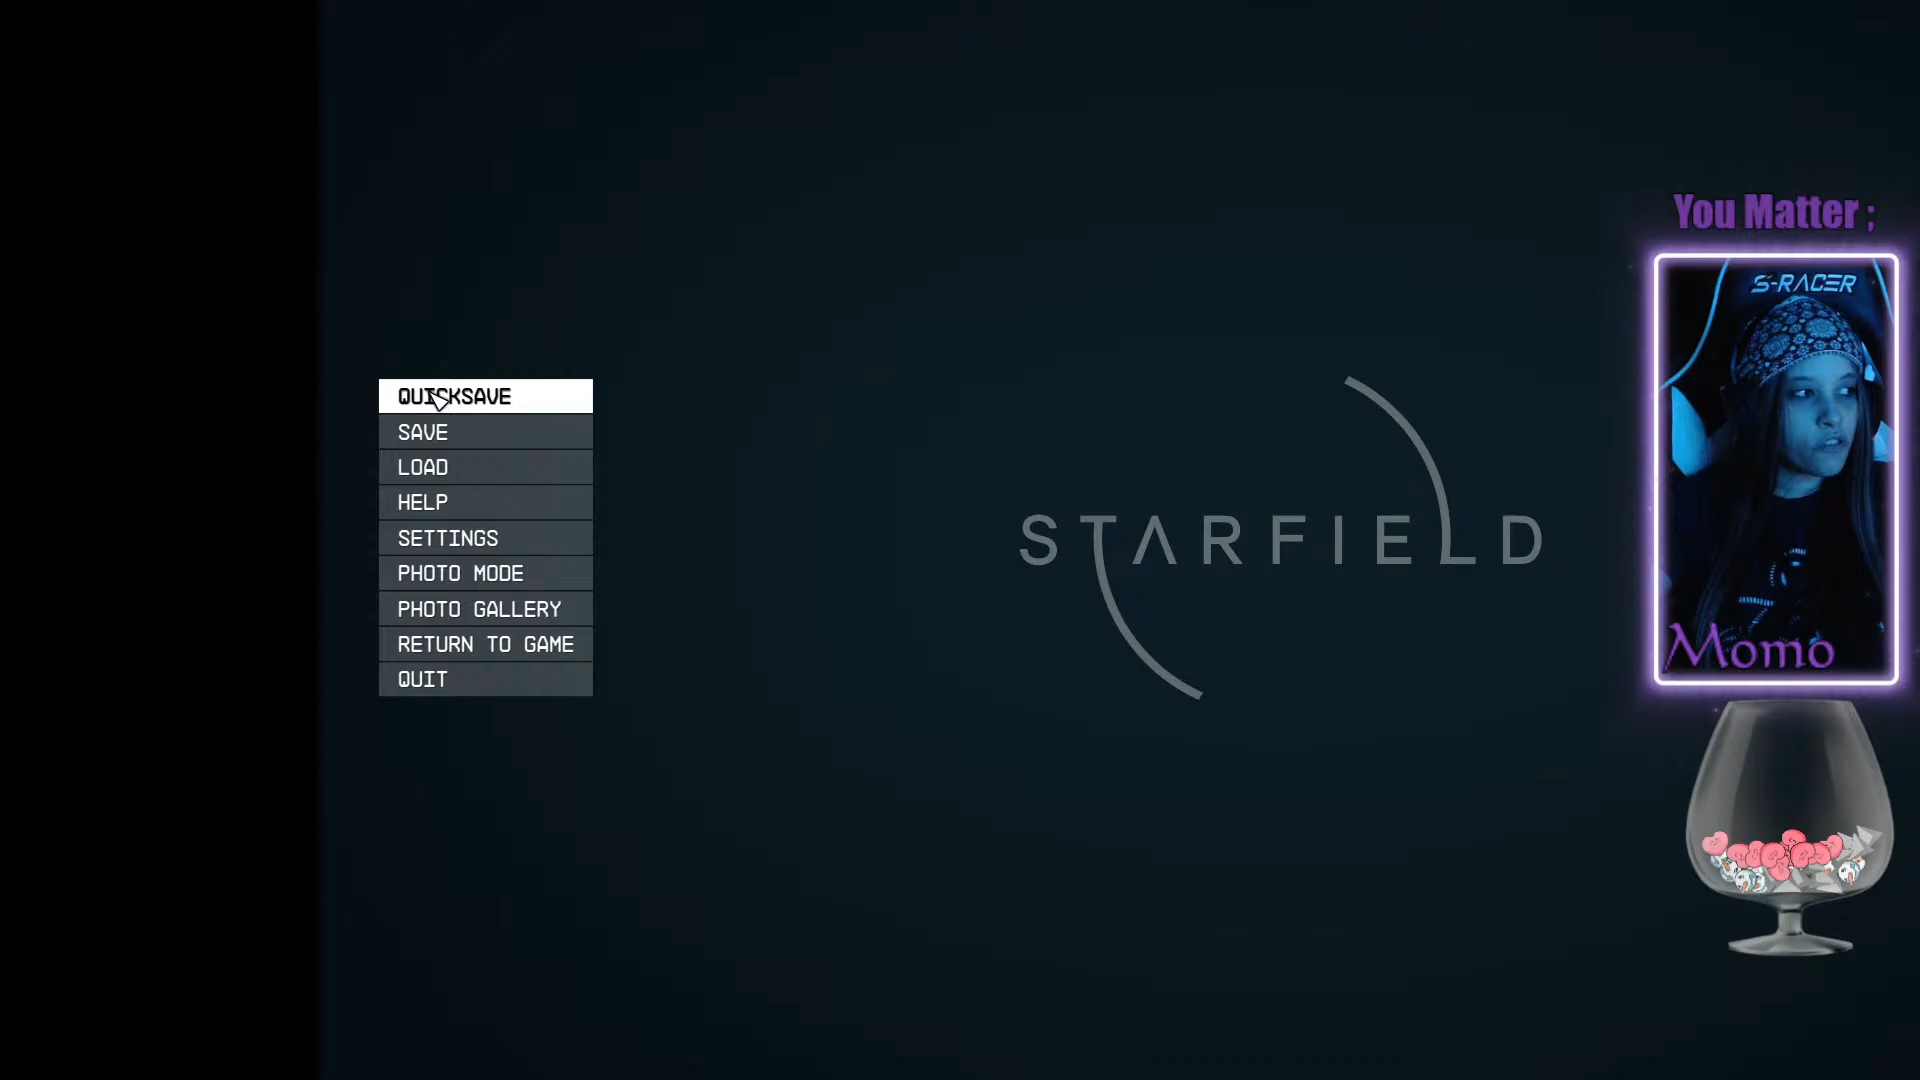 You Matter ;
S-RACER
QUICKSAVE
SAVE
LOAD
HELP
SETTINGS
PHOTO MODE
PHOTO GALLERY
RETURN TO GAME
QUIT
STARFIELD
Momo